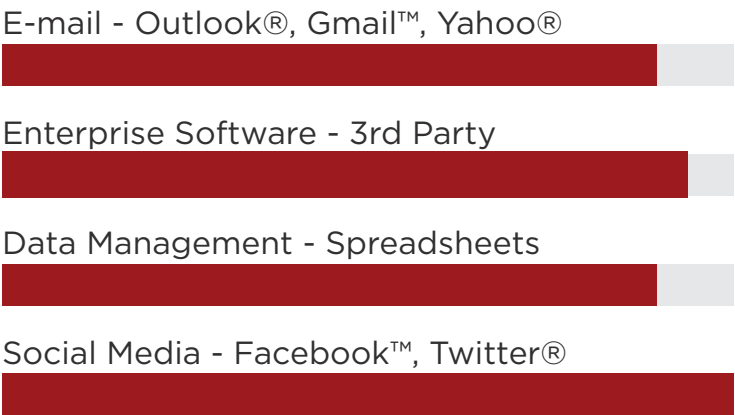 E-mail - Outlook®, Gmail™, Yahoo®
Enterprise Software - 3rd Party
Data Management - Spreadsheets
Social Media - Facebook™, Twitter®